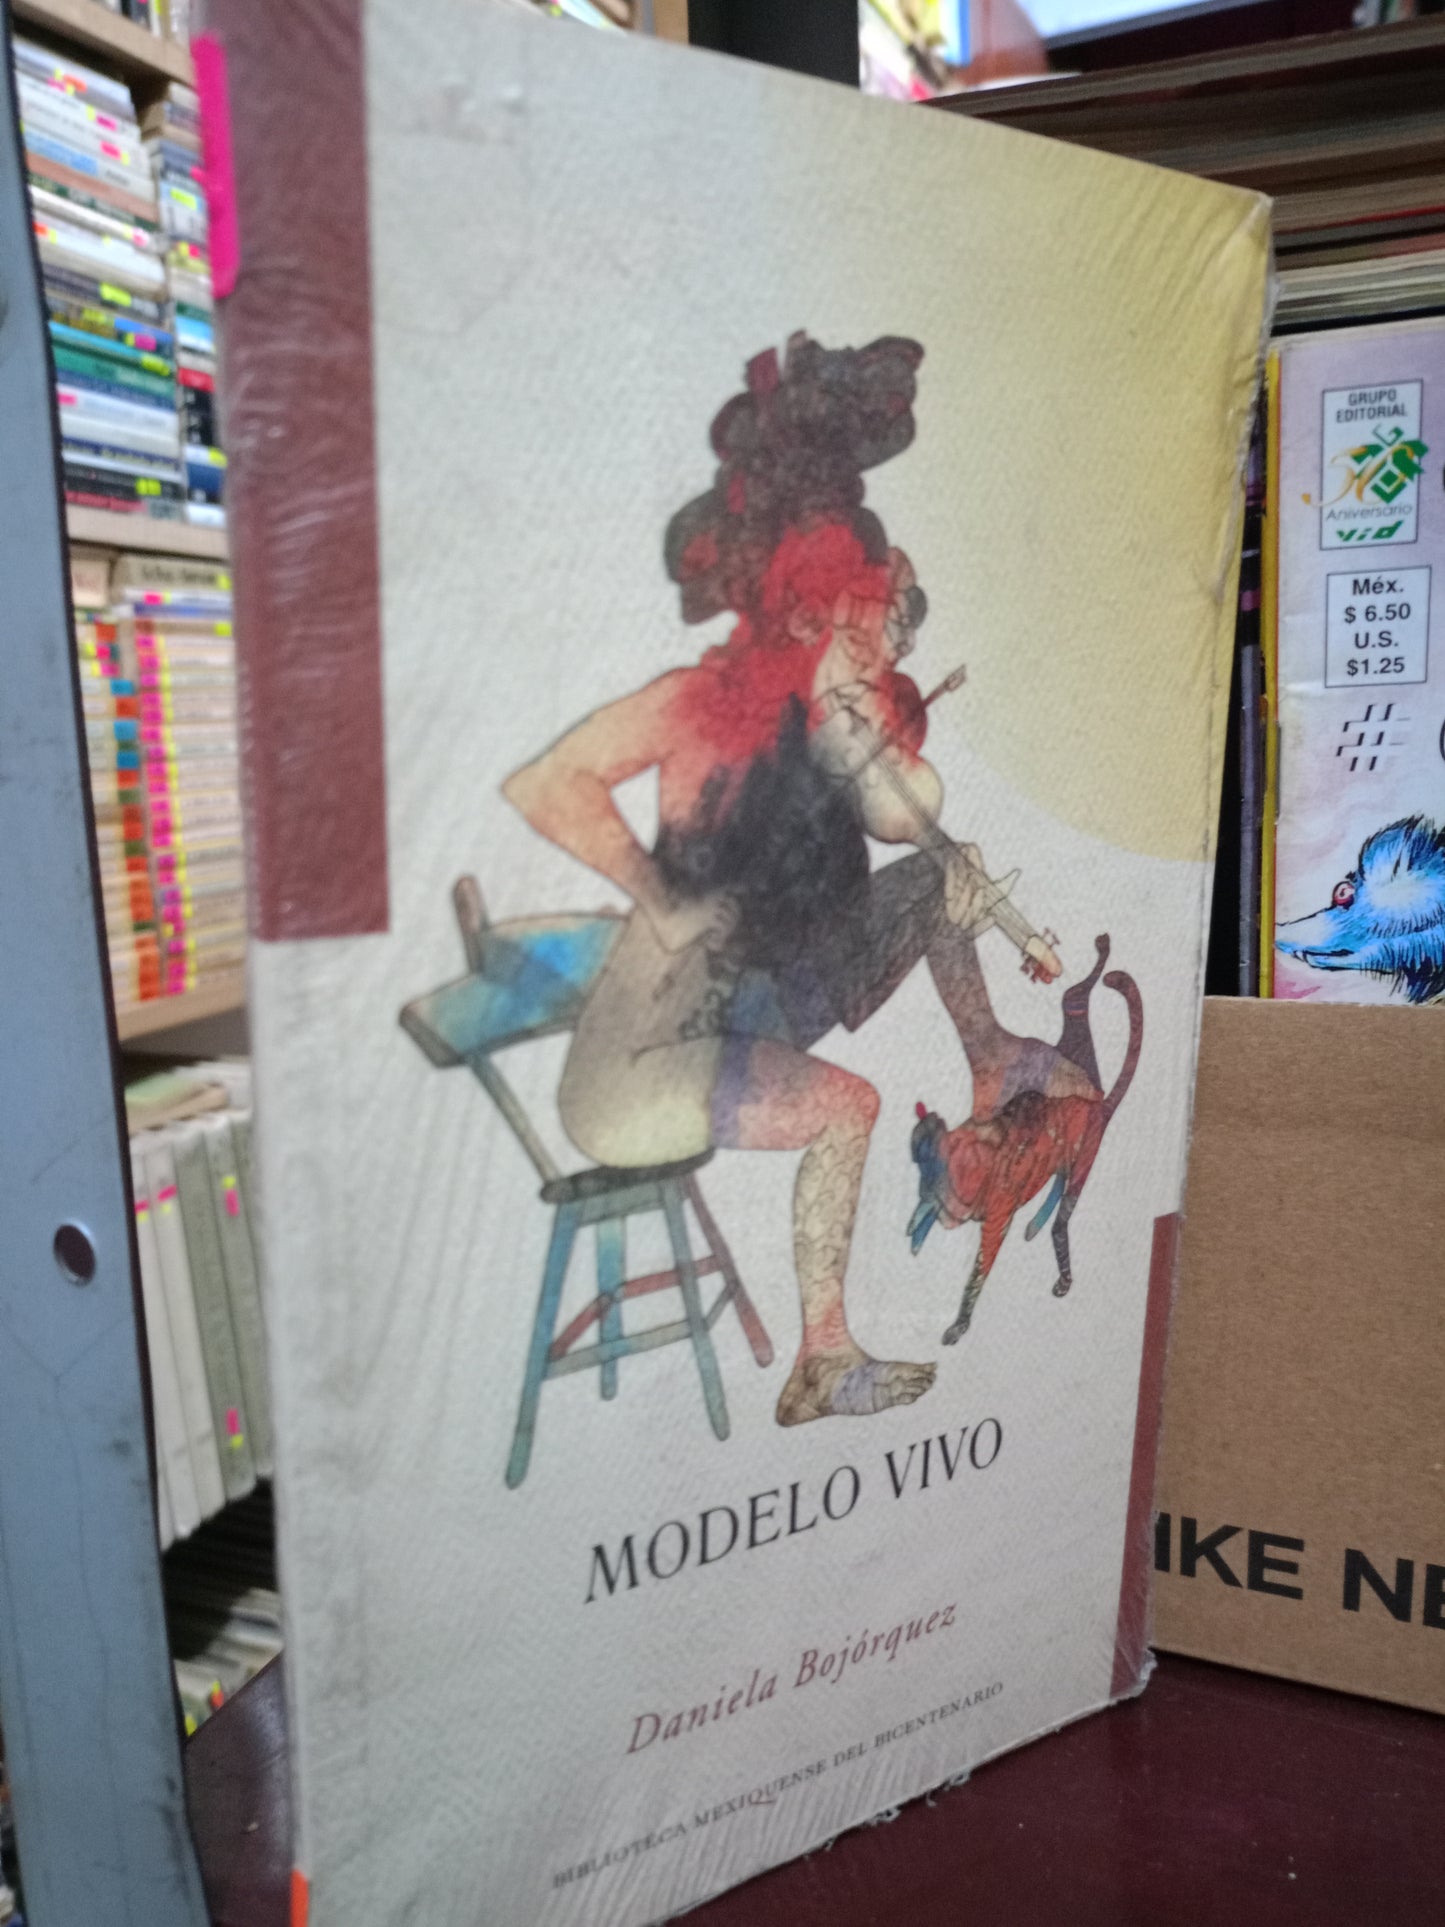 MODELO VIVO
Daniela Bojórquez
BIBLIOTECA MEXIQUENSE DEL BICENTENARIO
GRUPO
EDITORIAL
Aniversario
vid
Méx.
$ 6.50
U.S.
$1.25
#
IKE NE